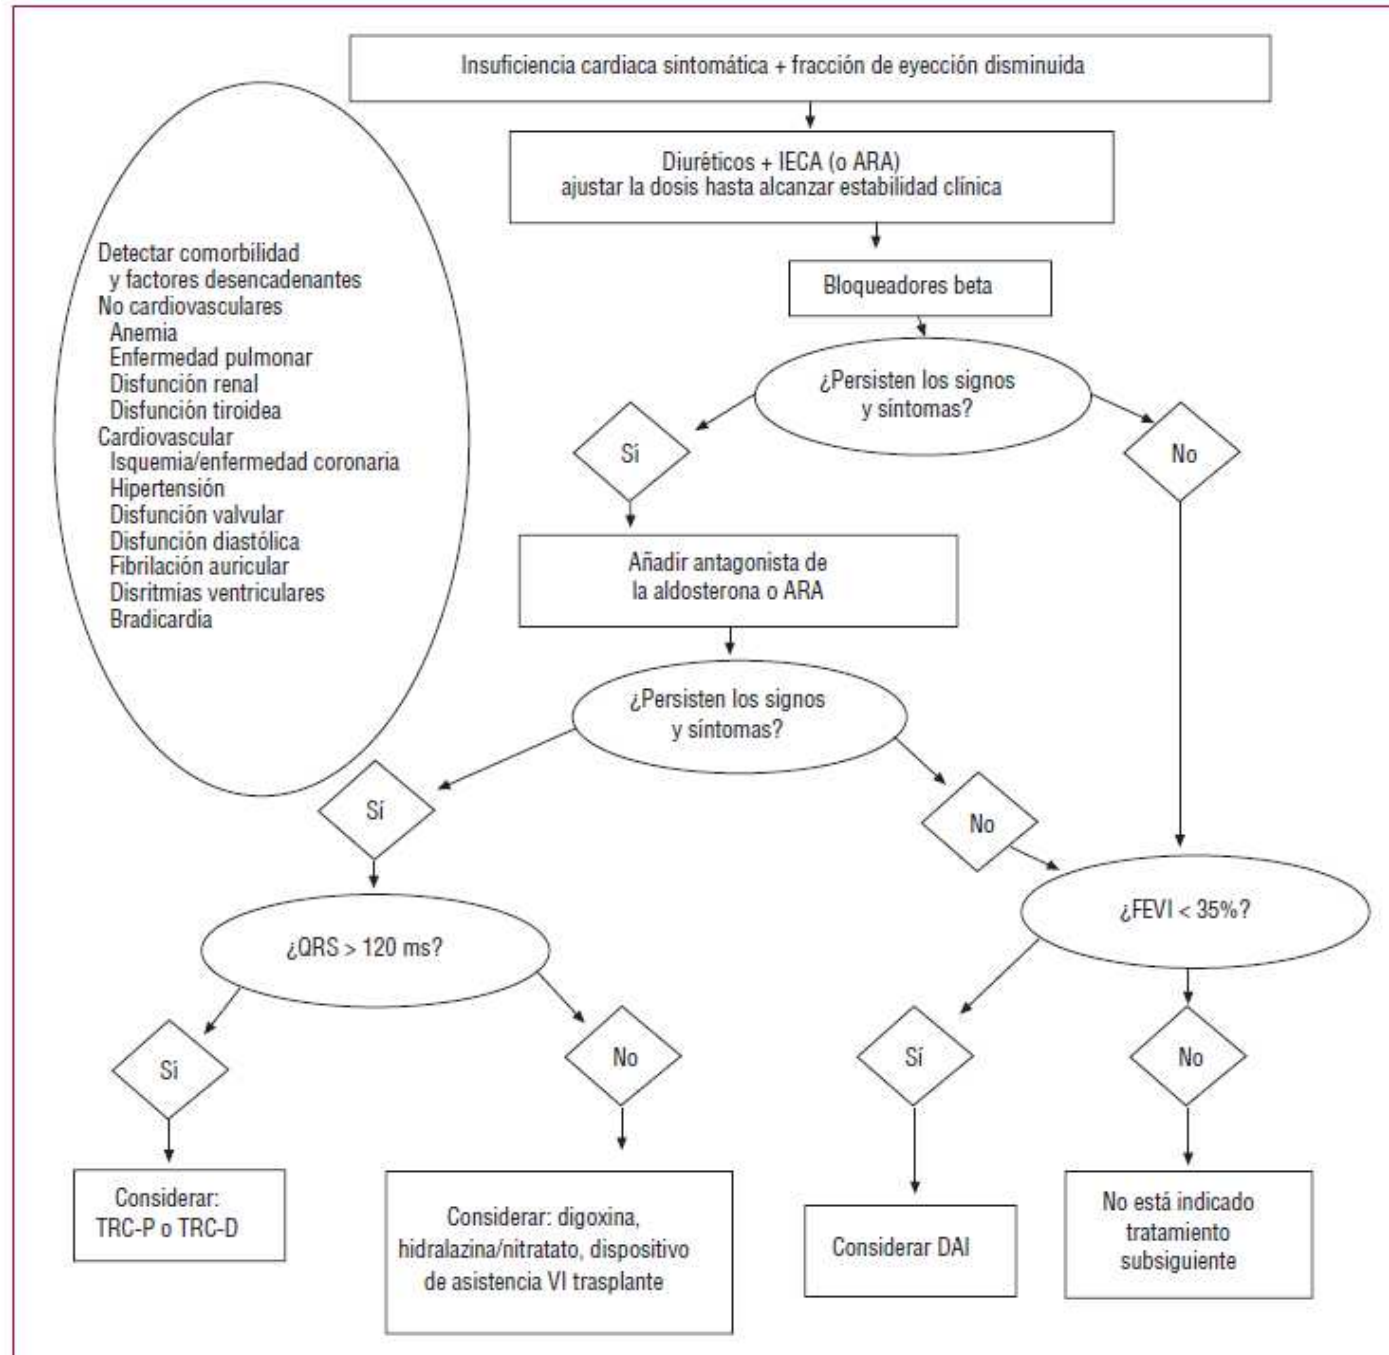 Insuficiencia cardiaca sintomática + fracción de eyección disminuida
Diuréticos + IECA (o ARA)
ajustar la dosis hasta alcanzar estabilidad clínica
Detectar comorbilidad
y factores desencadenantes
No cardiovasculares
Anemia
Enfermedad pulmonar
Disfunción renal
Disfunción tiroidea
Cardiovascular
Isquemia/enfermedad coronaria
Hipertensión
Disfunción valvular
Disfunción diastólica
Fibrilación auricular
Disritmias ventriculares
Bradicardia
Bloqueadores beta
¿Persisten los signos
y síntomas?
Sí
No
Añadir antagonista de
la aldosterona o ARA
¿Persisten los signos
y síntomas?
Sí
No
¿QRS > 120 ms?
¿FEVI < 35%?
Sí
No
Sí
No
Considerar:
TRC-P o TRC-D
Considerar: digoxina,
hidralazina/nitratato, dispositivo
de asistencia VI trasplante
Considerar DAI
No está indicado
tratamiento
subsiguiente